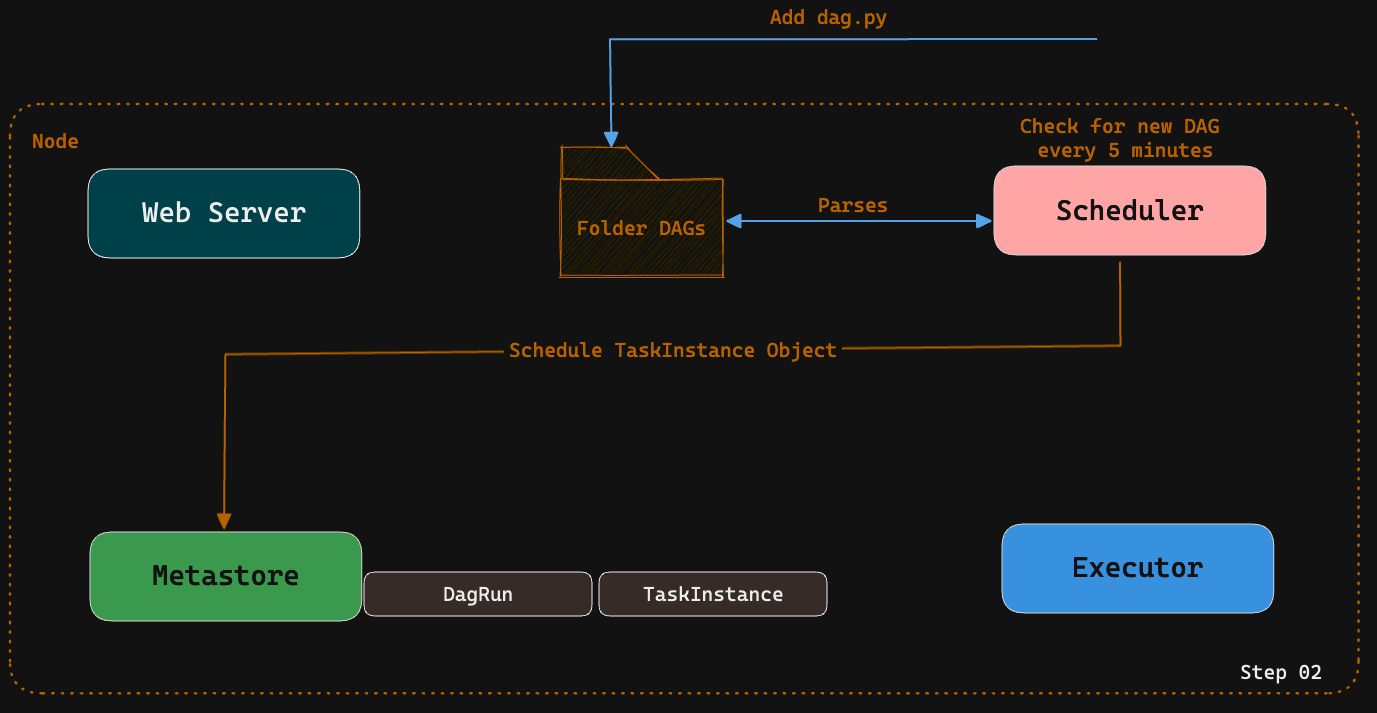 Add dag.py
Node
Check for new DAG
every 5 minutes
Web Server
Folder DAGs
Parses
Scheduler
Schedule TaskInstance Object
Metastore
DagRun
TaskInstance
Executor
Step 02